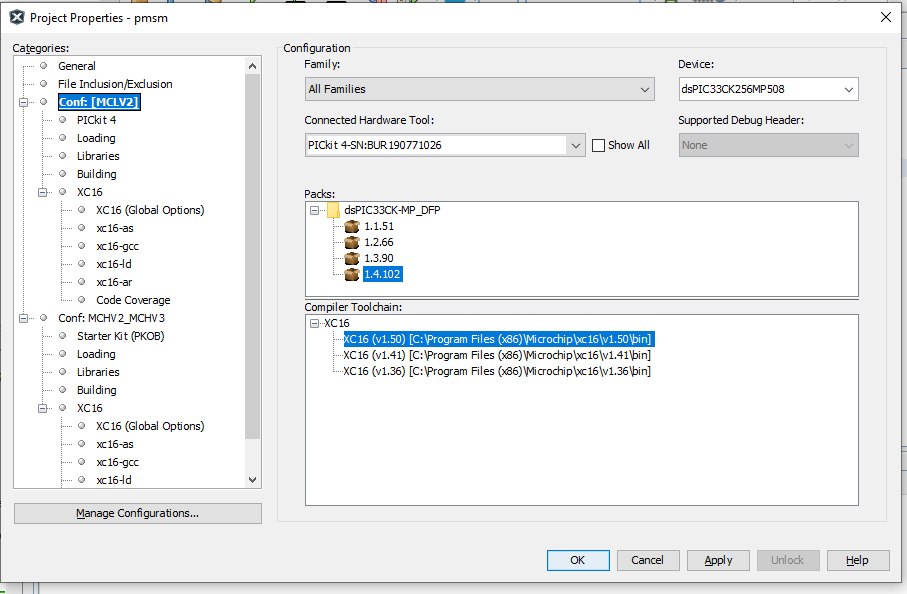 Project Properties - pmsm
Categories:
General
File Inclusion/Exclusion
Conf: [MCLV2]
PICkit 4
Loading
Libraries
Building
XC16
XC16 (Global Options)
xc16-as
xc16-gcc
xc16-ld
xc16-ar
Code Coverage
Conf: MCHV2_MCHV3
Starter Kit (PKOB)
Loading
Libraries
Building
XC16
XC16 (Global Options)
xc16-as
xc16-gcc
xc16-ld
Manage Configurations...
Configuration
Family:
Device:
All Families
dsPIC33CK256MP508
Connected Hardware Tool:
Supported Debug Header:
PICkit 4-SN:BUR190771026
Show All
None
Packs:
dsPIC33CK-MP_DFP
1.1.51
1.2.66
1.3.90
1.4.102
Compiler Toolchain:
XC16
XC16 (v1.50) [C:\Program Files (x86)\Microchip\xc16\v1.50\bin]
XC16 (v1.41) [C:\Program Files (x86)\Microchip\xc16\v1.41\bin]
XC16 (v1.36) [C:\Program Files (x86)\Microchip\xc16\v1.36\bin]
OK
Cancel
Apply
Unlock
Help